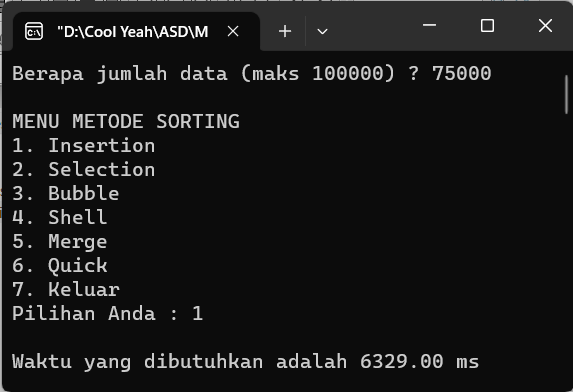 "D:\Cool Yeah\ASD\M
Berapa jumlah data (maks 100000) ? 75000
MENU METODE SORTING
1. Insertion
2. Selection
3. Bubble
4. Shell
5. Merge
6. Quick
7. Keluar
Pilihan Anda : 1
Waktu yang dibutuhkan adalah 6329.00 ms